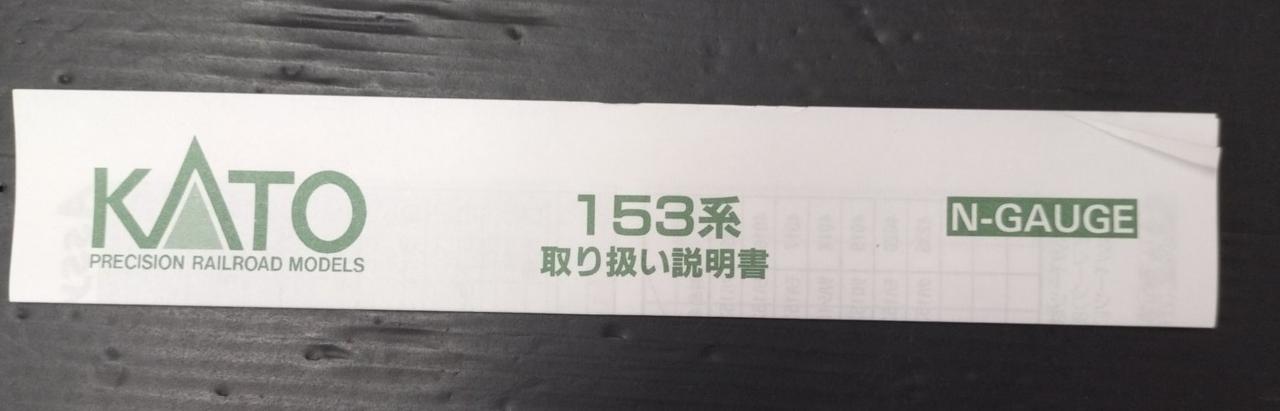 KATO
PRECISION RAILROAD MODELS
153系
取り扱い説明書
N-GAUGE